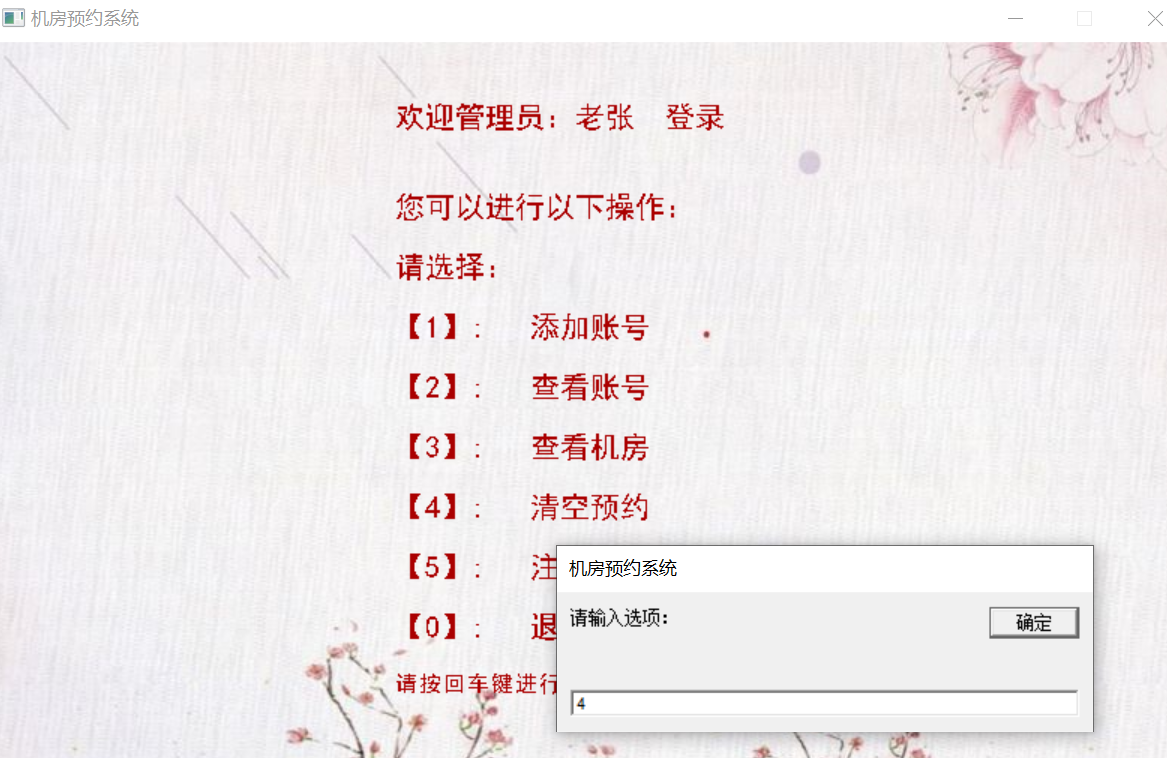 机房预约系统
欢迎管理员：老张 登录
您可以进行以下操作：
请选择：
【1】： 添加账号
【2】： 查看账号
【3】： 查看机房
【4】： 清空预约
【5】： 注
【0】： 退
请按回车键进行
机房预约系统
请输入选项：
确定
4